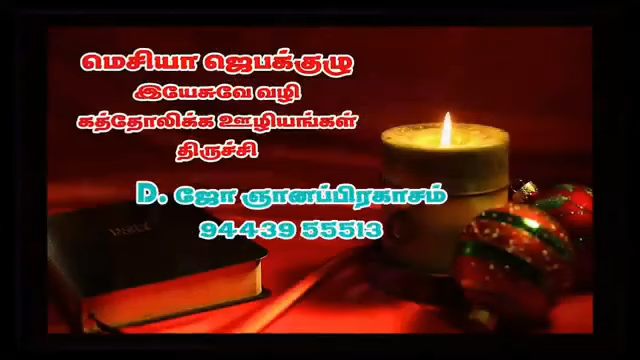 மெசியா ஜெபக்குழு
இயேசுவே வழி
கத்தோலிக்க ஊழியங்கள்
திருச்சி
D. ஜோ ஞானப்பிரகாசம்
94439 55513